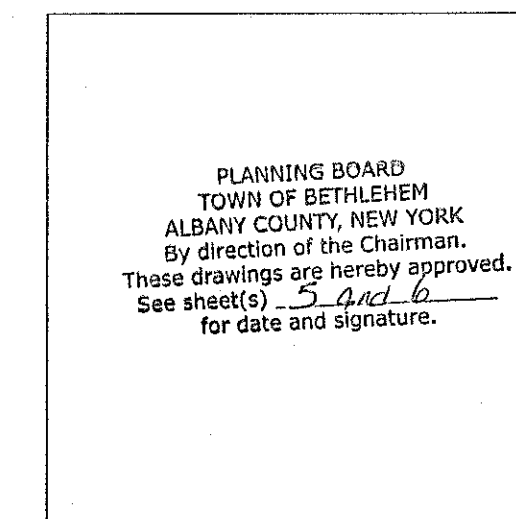 PLANNING BOARD
TOWN OF BETHLEHEM
ALBANY COUNTY, NEW YORK
By direction of the Chairman.
These drawings are hereby approved.
See sheet(s) 5 and 6
for date and signature.